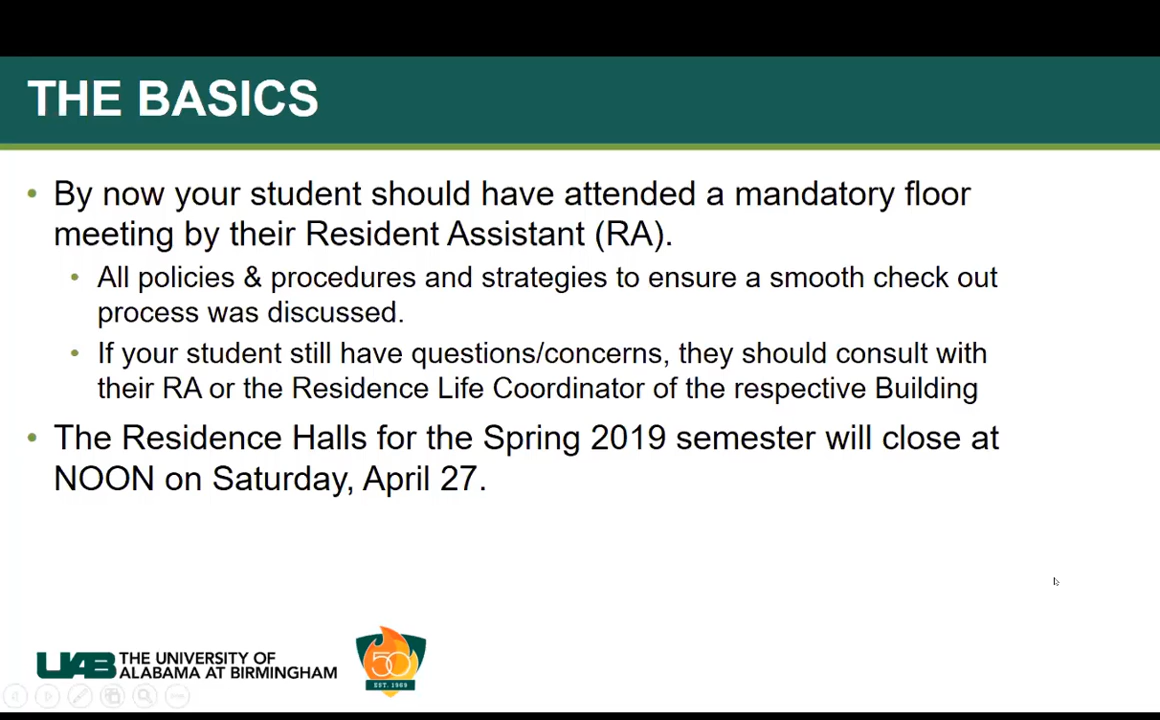 THE BASICS
• By now your student should have attended a mandatory floor
meeting by their Resident Assistant (RA).
• All policies & procedures and strategies to ensure a smooth check out
process was discussed.
• If your student still have questions/concerns, they should consult with
their RA or the Residence Life Coordinator of the respective Building
• The Residence Halls for the Spring 2019 semester will close at
NOON on Saturday, April 27.
UAB THE UNIVERSITY OF
ALABAMA AT BIRMINGHAM
50
EST. 1969